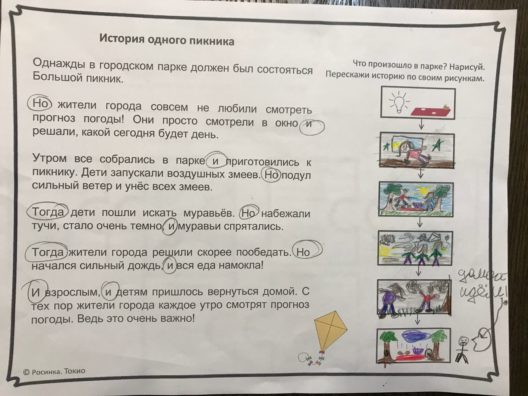 История одного пикника
Однажды в городском парке должен был состояться
Большой пикник.
Но жители города совсем не любили смотреть
прогноз погоды! Они просто смотрели в окно и
решали, какой сегодня будет день.
Утром все собрались в парке и приготовились к
пикнику. Дети запускали воздушных змеев. Но подул
сильный ветер и унёс всех змеев.
Тогда дети пошли искать муравьёв. Но набежали
тучи, стало очень темно, и муравьи спрятались.
Тогда жители города решили скорее пообедать. Но
начался сильный дождь, и вся еда намокла!
И взрослым, и детям пришлось вернуться домой. С
тех пор жители города каждое утро смотрят прогноз
погоды. Ведь это очень важно!
Что произошло в парке? Нарисуй.
Перескажи историю по своим рисункам.
идём!
© Росинка. Токио